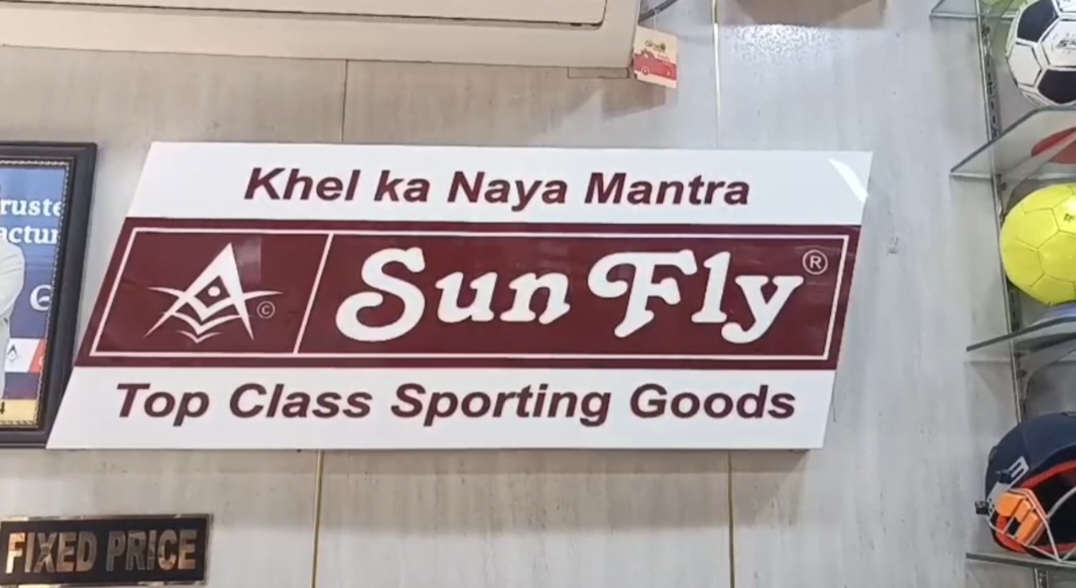 Khel ka Naya Mantra
©
Sun Fly®
Top Class Sporting Goods
FIXED PRICE